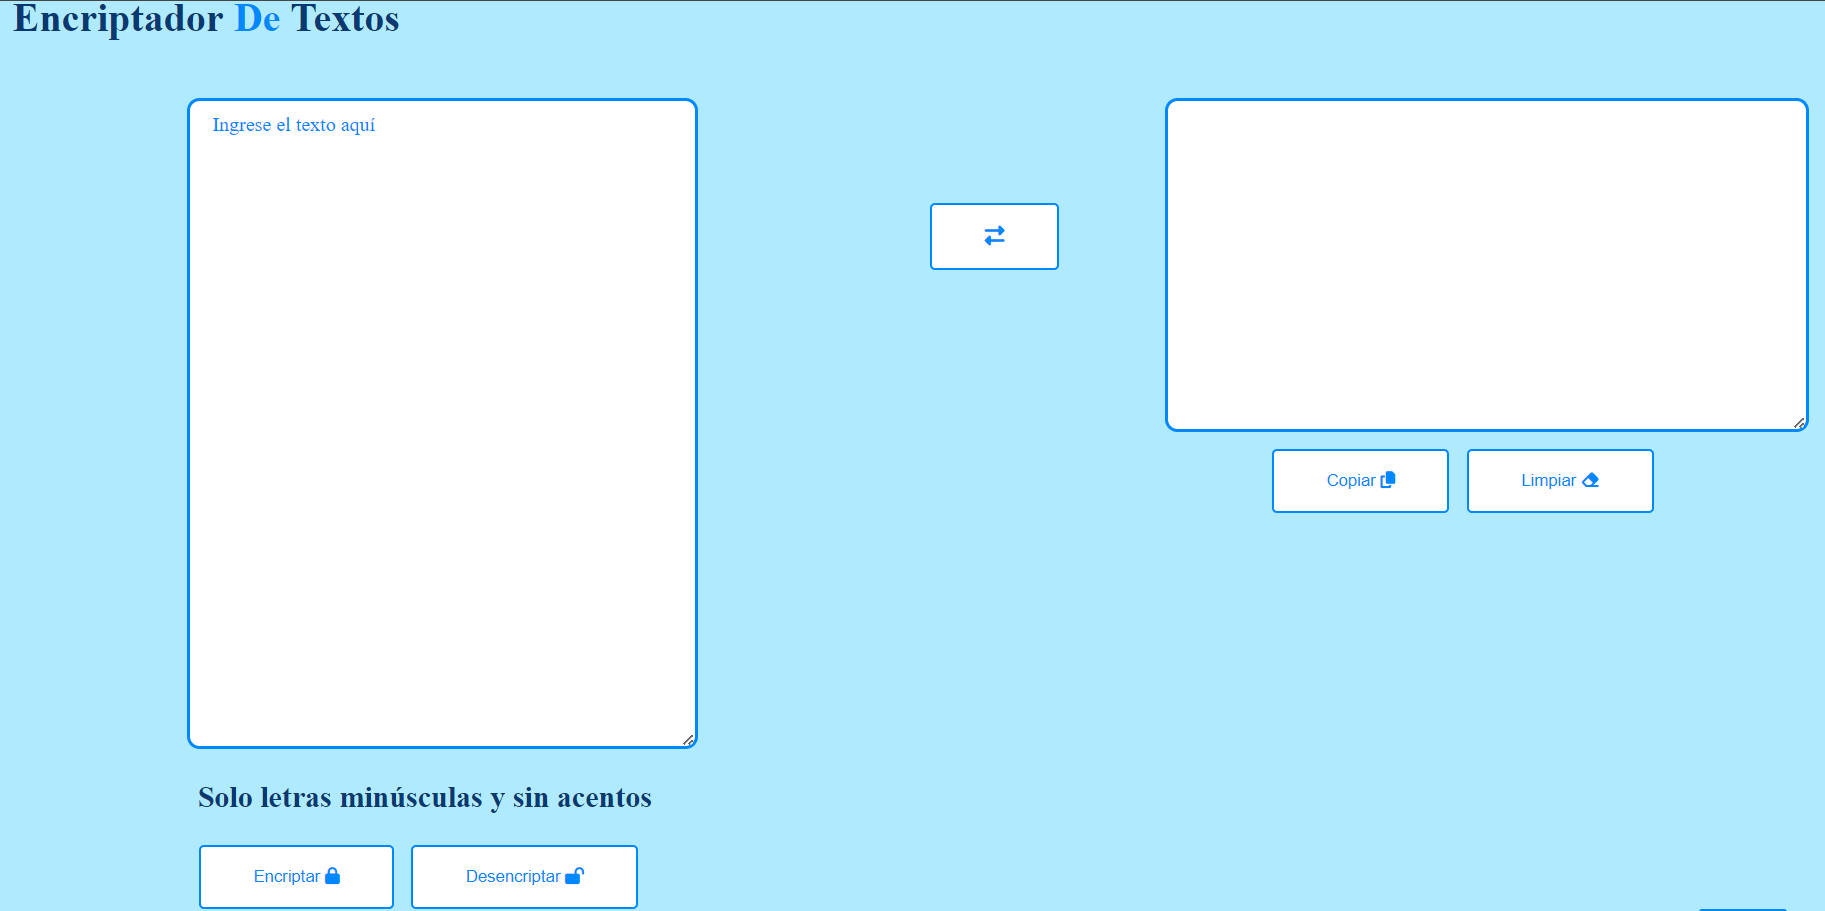 Encriptador De Textos
Ingrese el texto aquí
Copiar
Limpiar
Solo letras minúsculas y sin acentos
Encriptar
Desencriptar